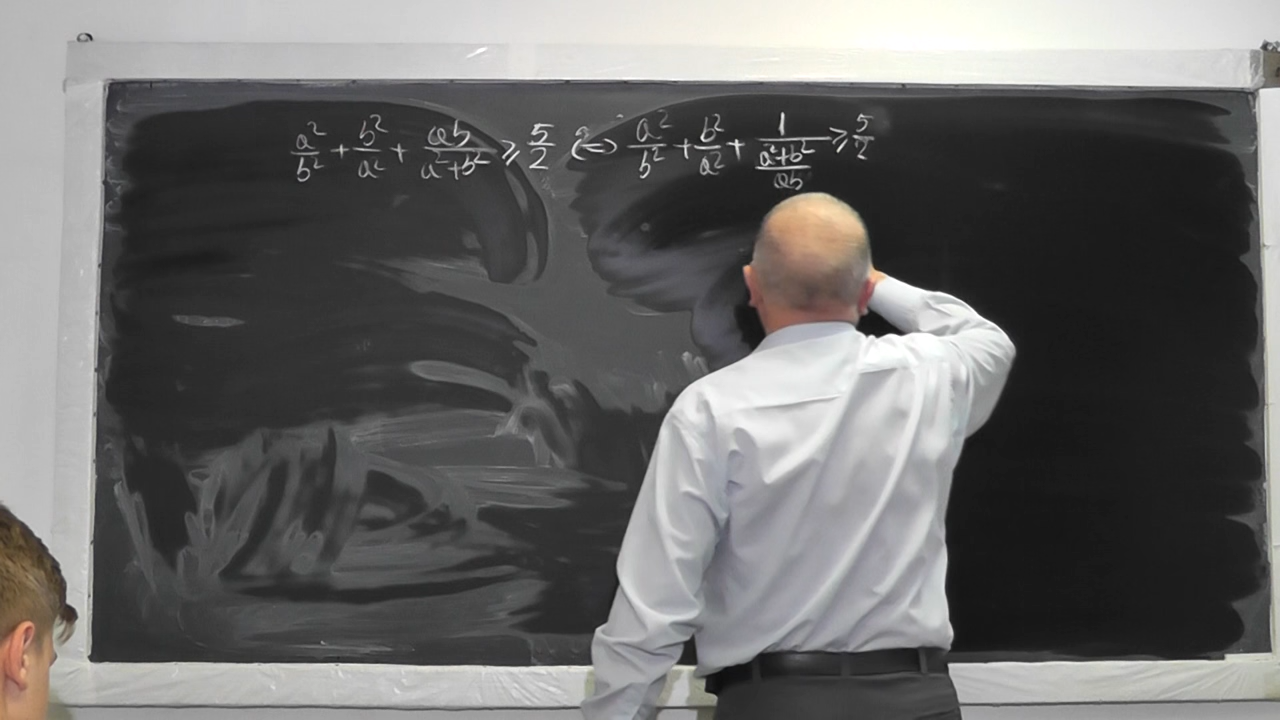 a²/b² + b²/a² + ab/(a²+b²) ≥ 5/2 (⇔) a²/b² + b²/a² + 1/((a²+b²)/ab) ≥ 5/2